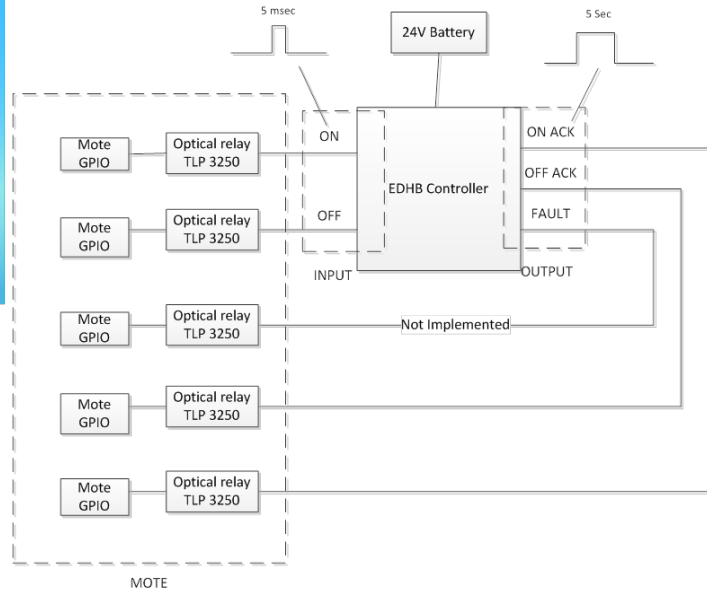 5 msec
24V Battery
5 Sec
ON
ON ACK
Mote
GPIO
Optical relay
TLP 3250
OFF ACK
EDHB Controller
Mote
GPIO
Optical relay
TLP 3250
OFF
FAULT
INPUT
OUTPUT
Mote
GPIO
Optical relay
TLP 3250
Not Implemented
Mote
GPIO
Optical relay
TLP 3250
Mote
GPIO
Optical relay
TLP 3250
MOTE